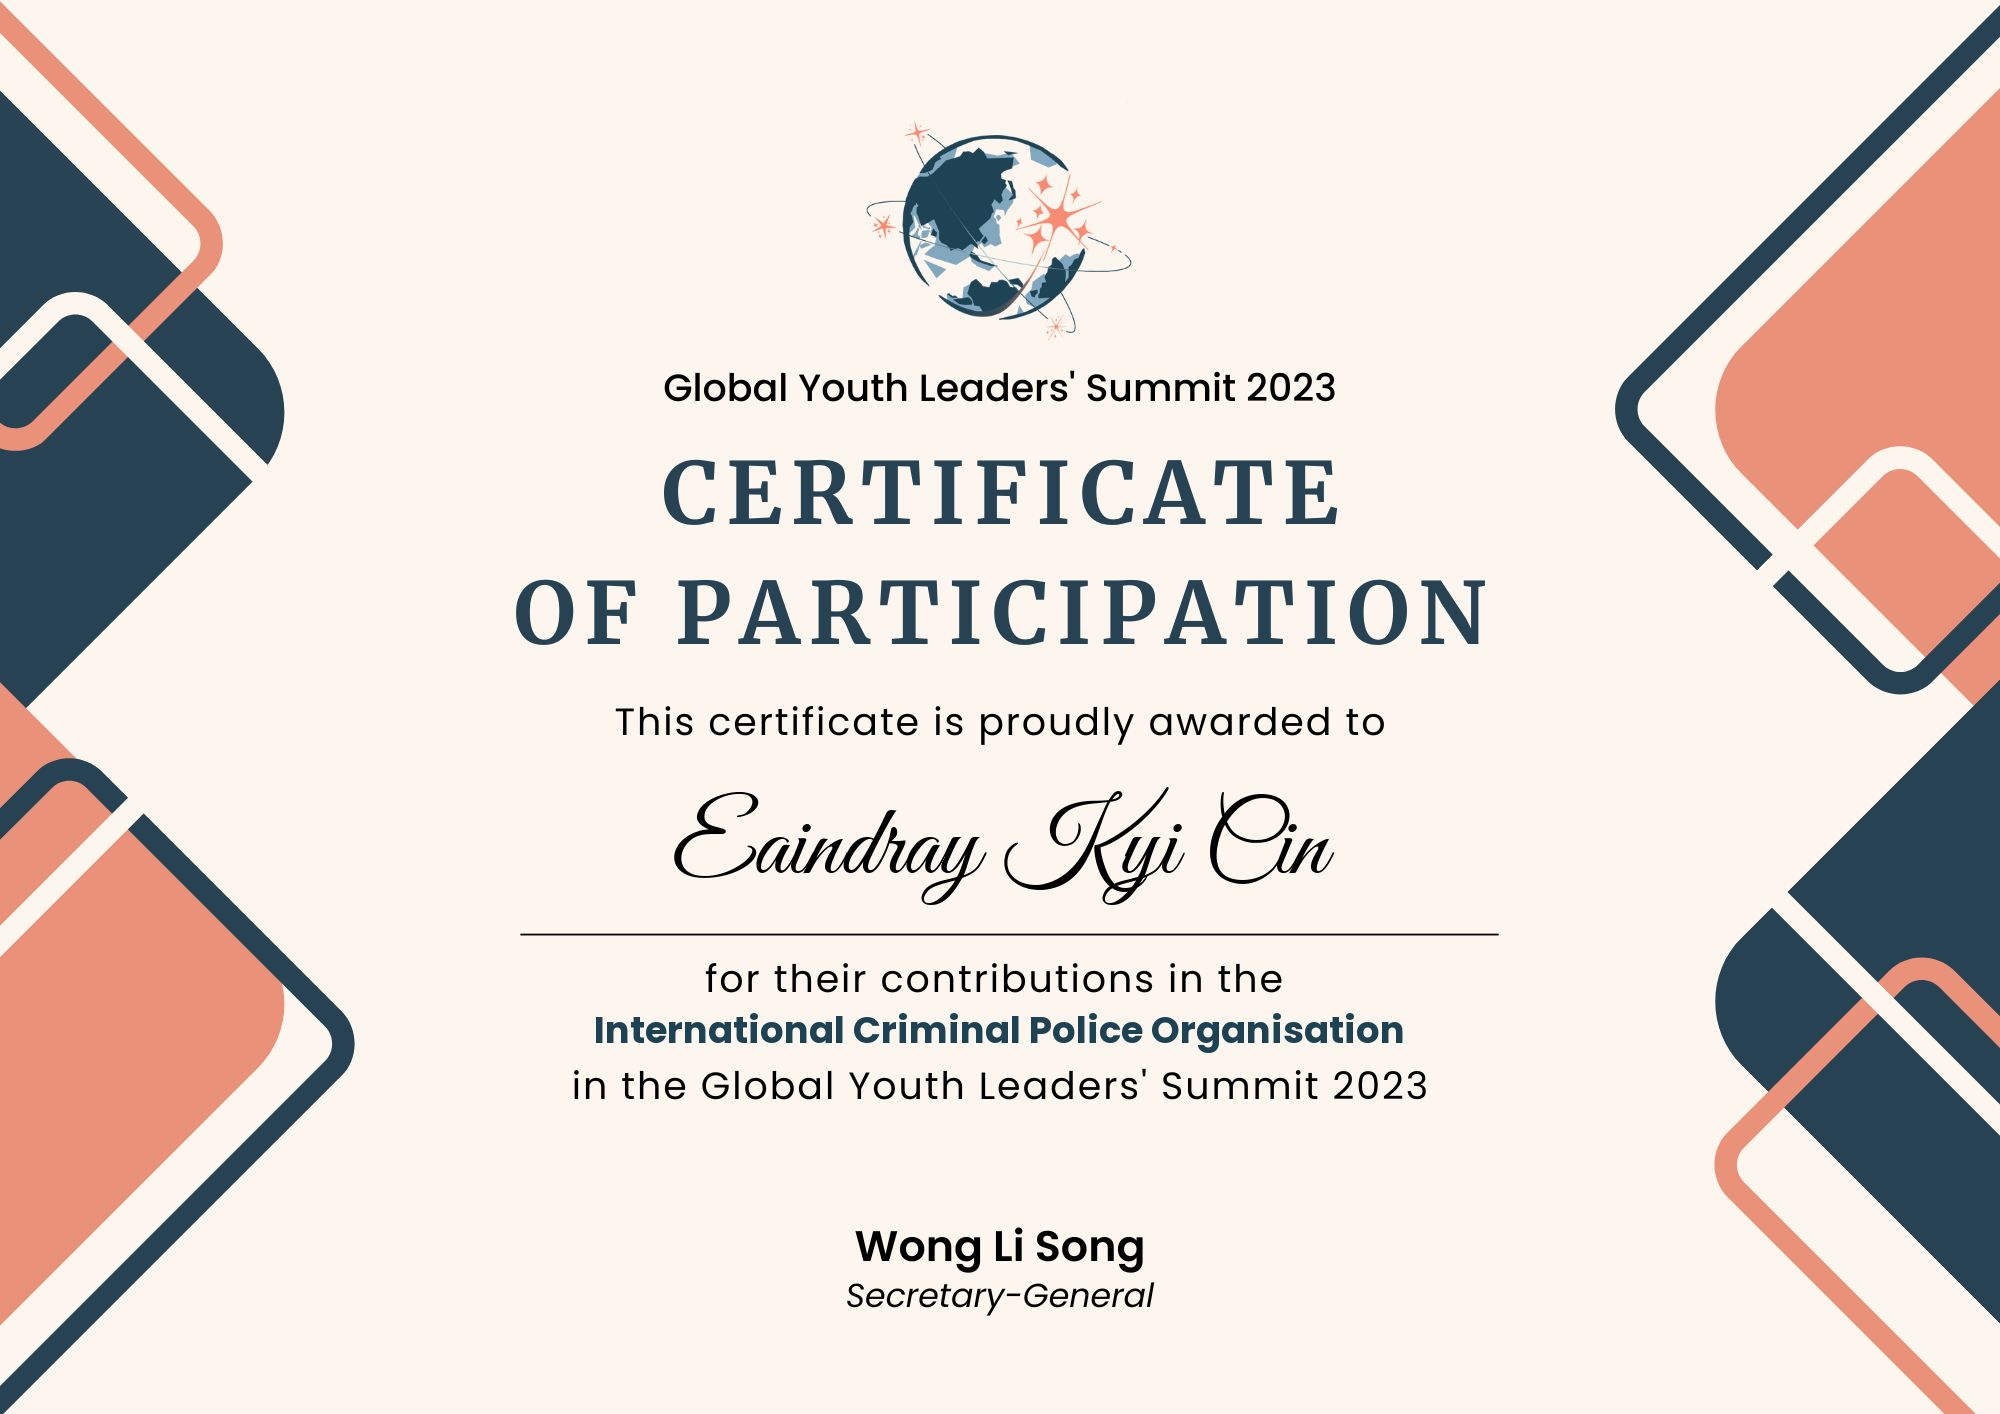 Global Youth Leaders' Summit 2023
CERTIFICATE
OF PARTICIPATION
This certificate is proudly awarded to
Eaindray Kyi Cin
for their contributions in the
International Criminal Police Organisation
in the Global Youth Leaders' Summit 2023
Wong Li Song
Secretary-General